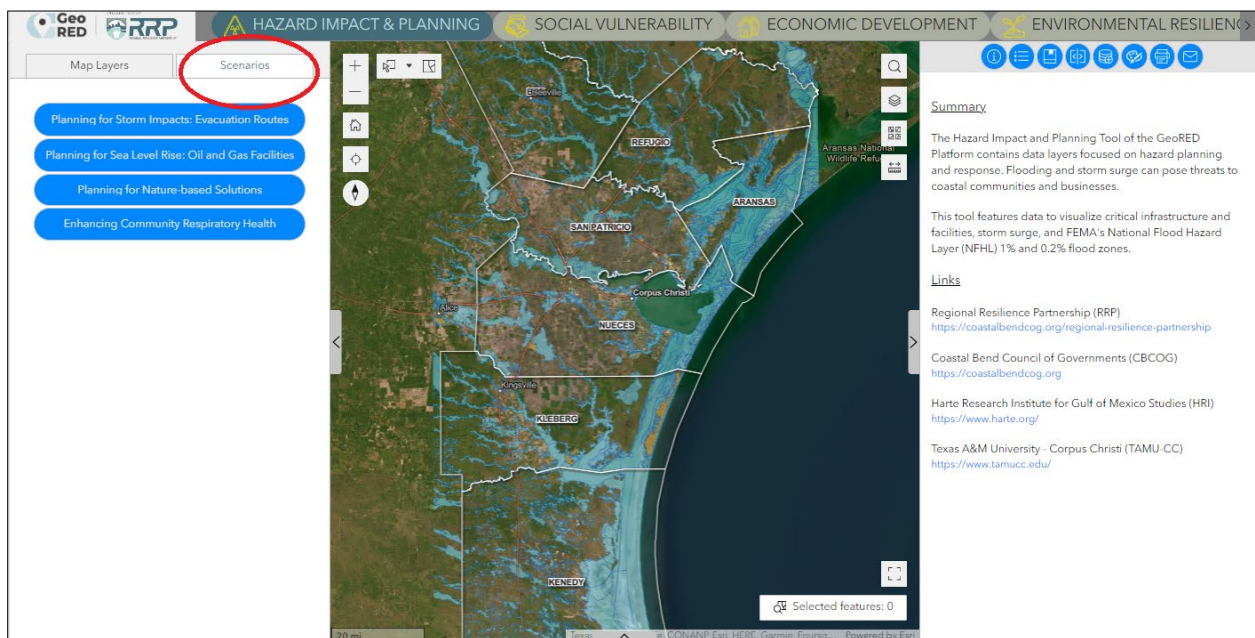 Geo
RED
RRP
HAZARD IMPACT & PLANNING
SOCIAL VULNERABILITY
ECONOMIC DEVELOPMENT
ENVIRONMENTAL RESILIENC
Map Layers
Scenarios
Planning for Storm Impacts: Evacuation Routes
Planning for Sea Level Rise: Oil and Gas Facilities
Planning for Nature-based Solutions
Enhancing Community Respiratory Health
Beeville
REFUGIO
Aransas National
Wildlife Refu
ARANSAS
SAN PATRICIO
Corpus Christi
Alice
NUECES
Kingsville
KLEBERG
KENEDY
Selected features: 0
20 mi
Texas
CONANP, Esri, HERE, Garmin, Foursq...
Powered by Esri
Summary
The Hazard Impact and Planning Tool of the GeoRED
Platform contains data layers focused on hazard planning
and response. Flooding and storm surge can pose threats to
coastal communities and businesses.
This tool features data to visualize critical infrastructure and
facilities, storm surge, and FEMA's National Flood Hazard
Layer (NFHL) 1% and 0.2% flood zones.
Links
Regional Resilience Partnership (RRP)
https://coastalbendcog.org/regional-resilience-partnership
Coastal Bend Council of Governments (CBCOG)
https://coastalbendcog.org
Harte Research Institute for Gulf of Mexico Studies (HRI)
https://www.harte.org/
Texas A&M University - Corpus Christi (TAMU-CC)
https://www.tamucc.edu/